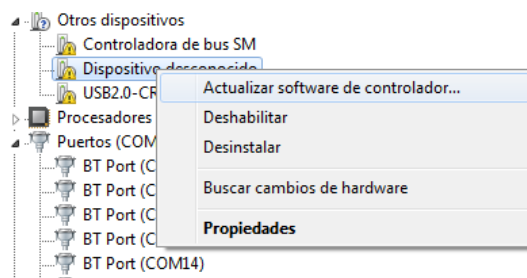 Otros dispositivos
Controladora de bus SM
Dispositivo desconocido
USB2.0-CR
Actualizar software de controlador...
Procesadores
Deshabilitar
Puertos (COM
Desinstalar
BT Port (C
BT Port (C
Buscar cambios de hardware
BT Port (C
BT Port (C
Propiedades
BT Port (COM14)